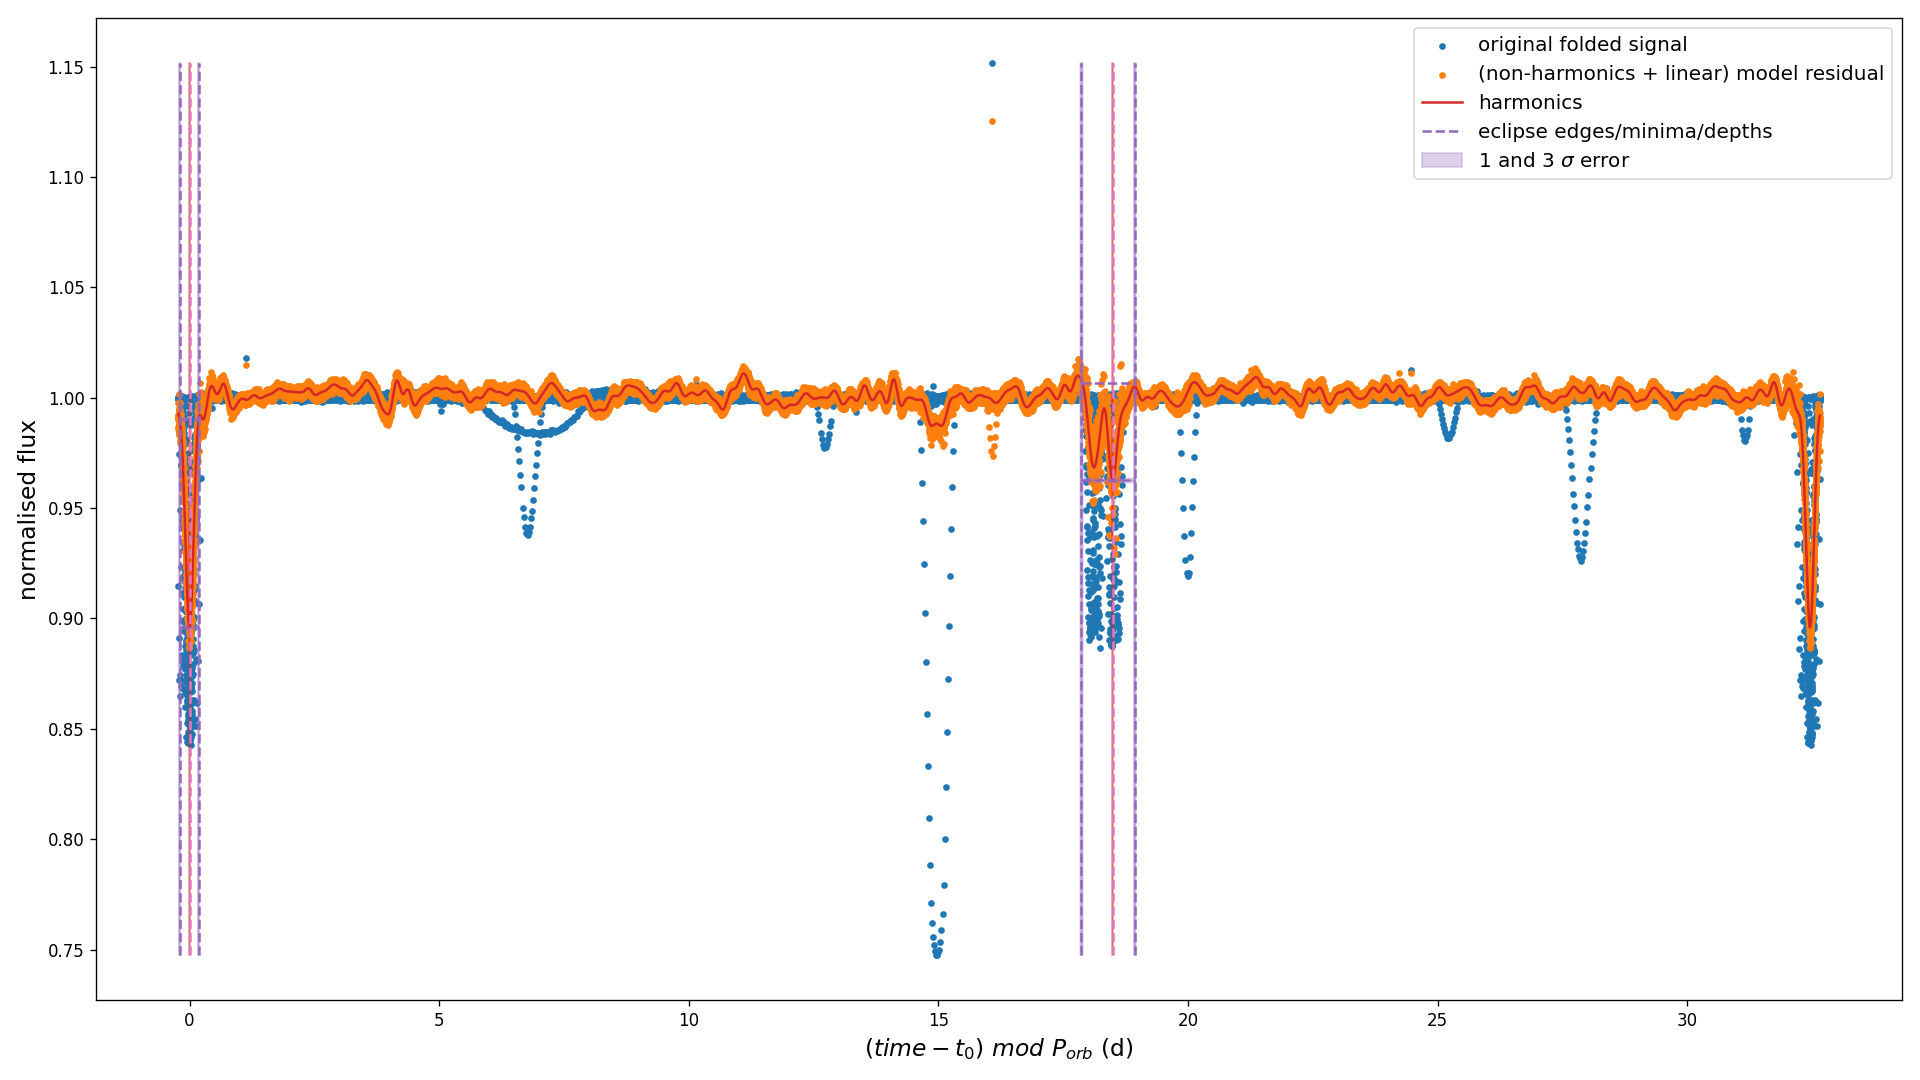 normalised flux
1.15
1.10
1.05
1.00
0.95
0.90
0.85
0.80
0.75
0
5
10
15
20
25
30
(time − t₀) mod P_orb (d)
original folded signal
(non-harmonics + linear) model residual
harmonics
eclipse edges/minima/depths
1 and 3 σ error